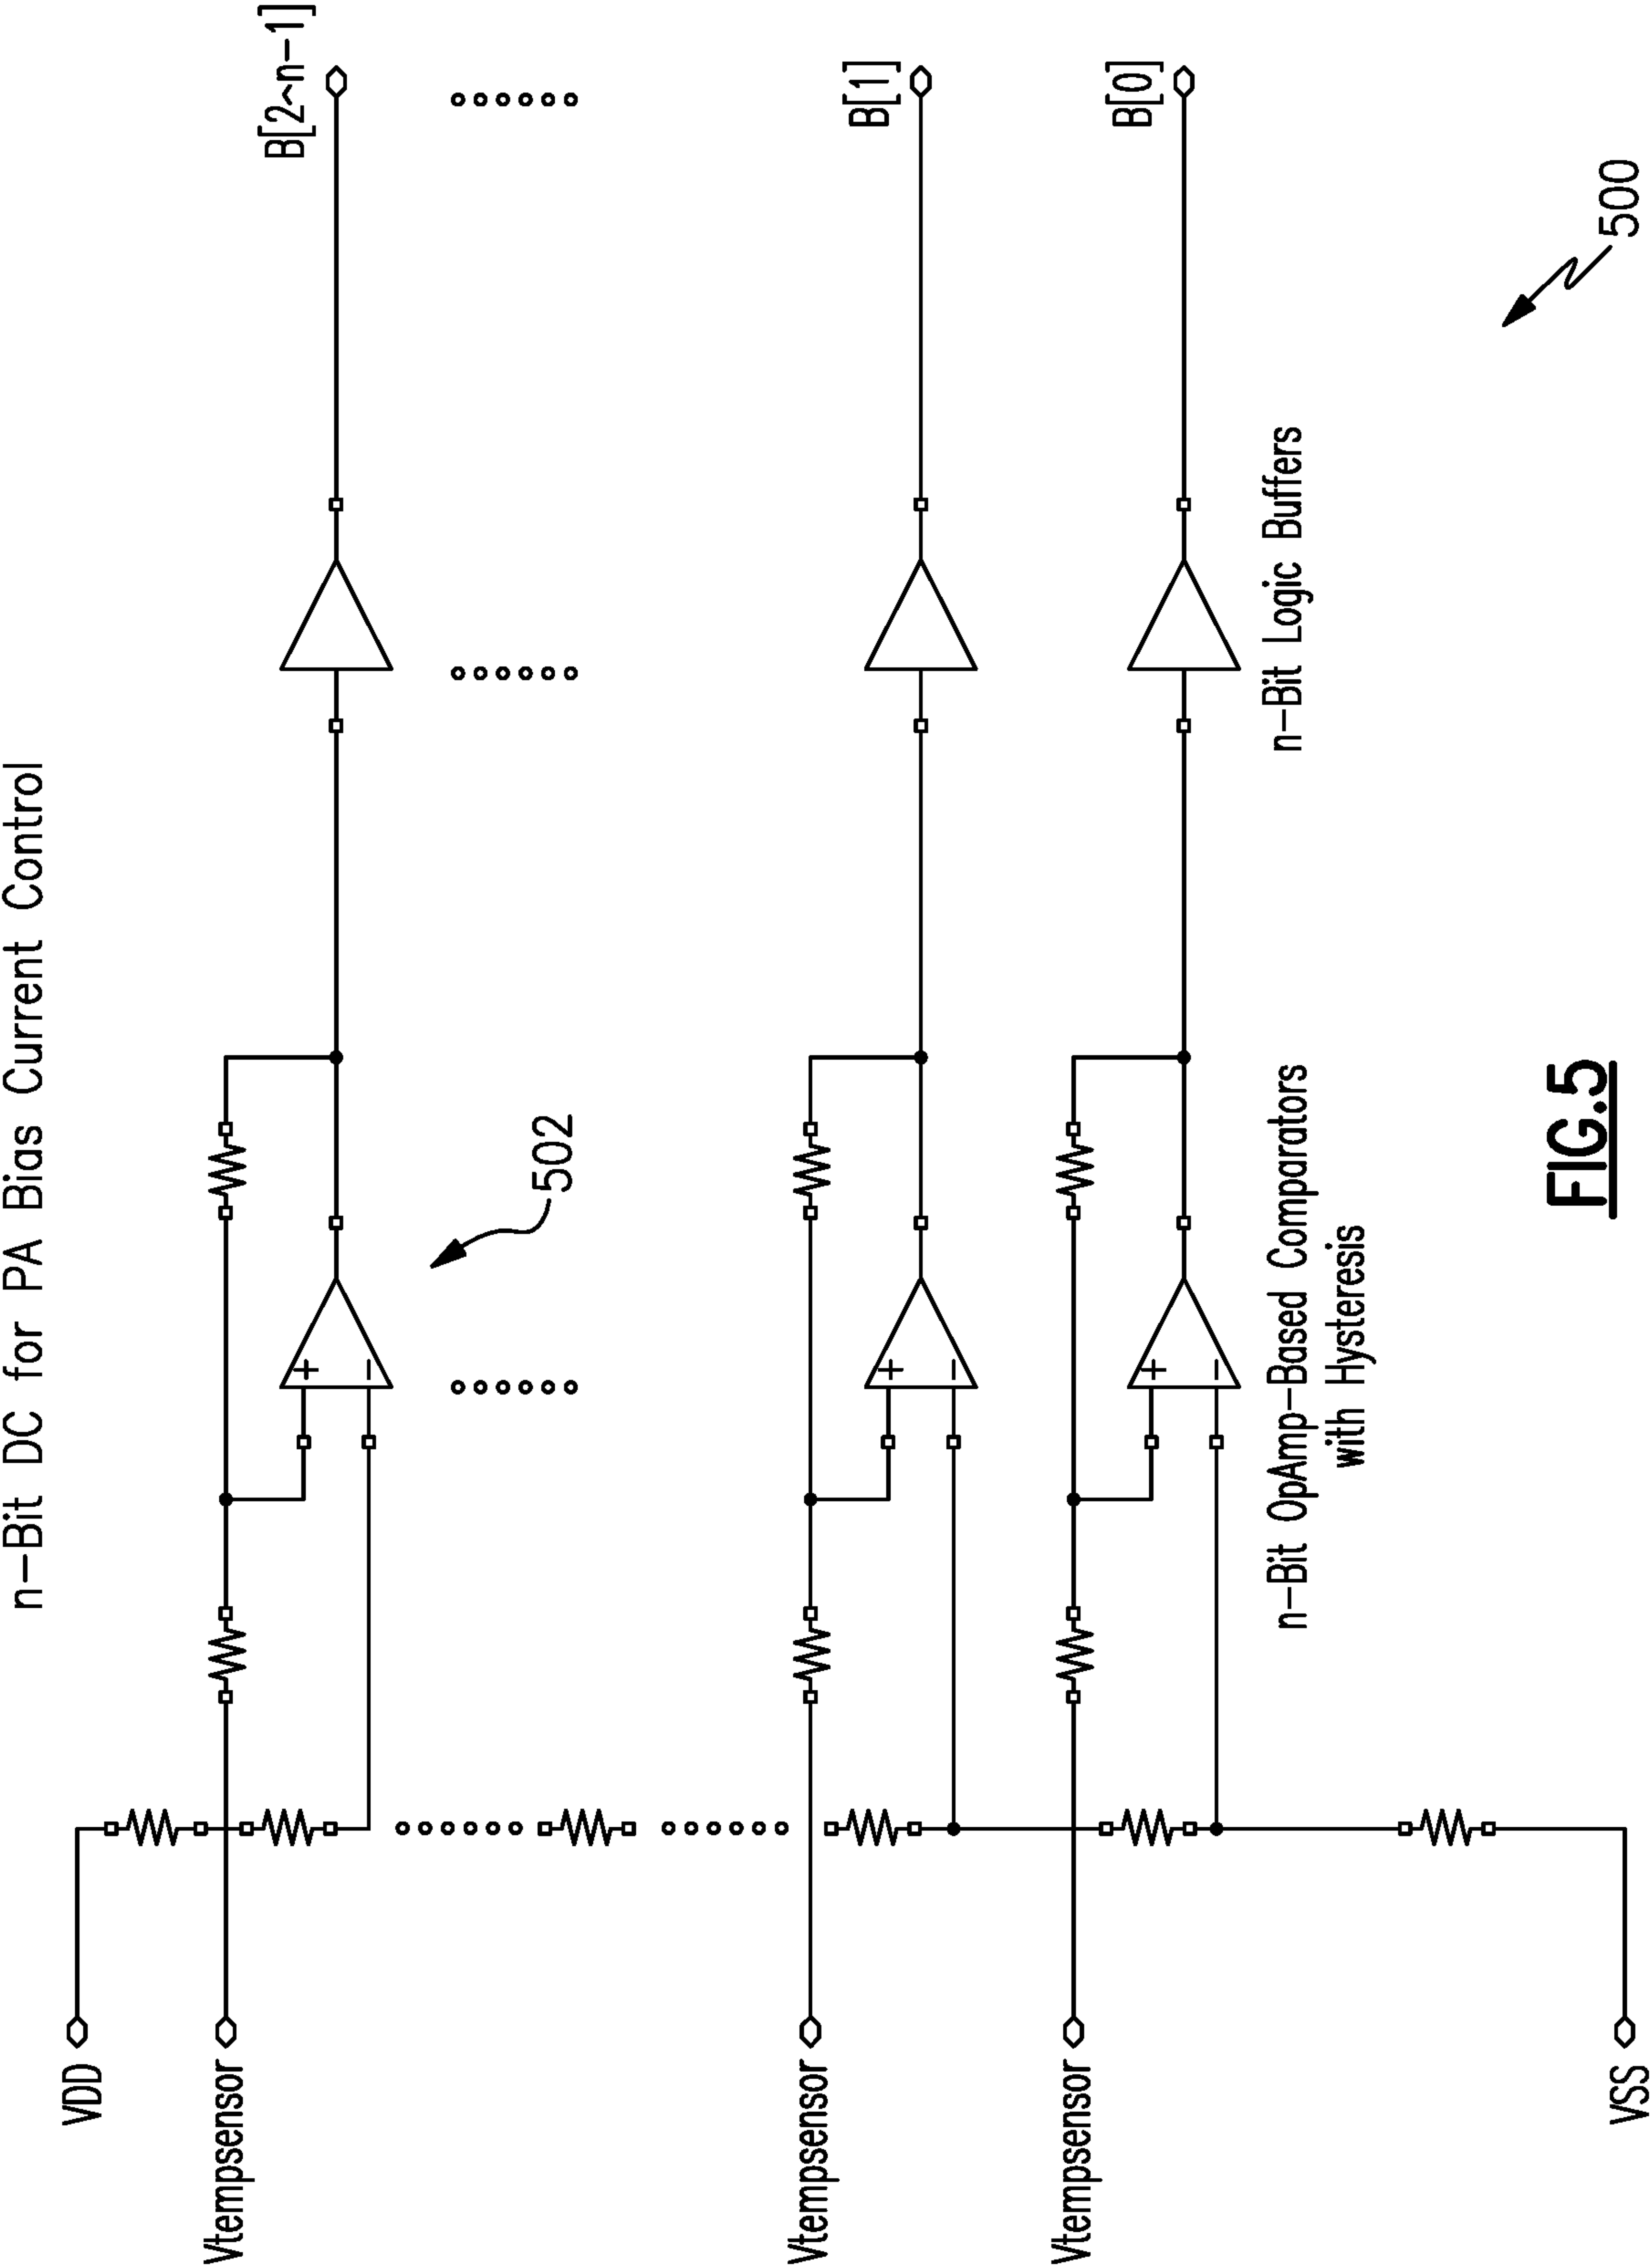 n-Bit DC for PA Bias Current Control
VDD
Vtempsensor
B[2~n-1]
+
-
502
Vtempsensor
B[1]
+
-
Vtempsensor
B[0]
+
-
n-Bit OpAmp-Based Comparators
with Hysteresis
n-Bit Logic Buffers
VSS
500
FIG.5